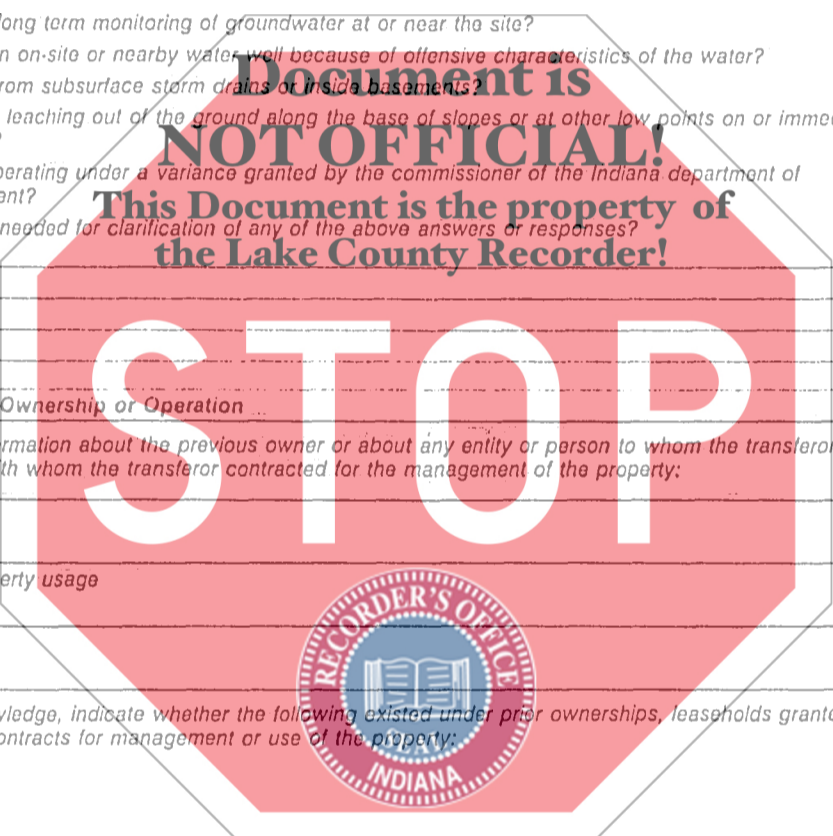 ong term monitoring of groundwater at or near the site?
n on-site or nearby water well because of offensive characteristics of the water?
Document is
rom subsurface storm drains or inside basements?
leaching out of the ground along the base of slopes or at other low points on or imme
NOT OFFICIAL!
perating under a variance granted by the commissioner of the Indiana department of
ent?
This Document is the property of
needed for clarification of any of the above answers or responses?
the Lake County Recorder!
STOP
Ownership or Operation
rmation about the previous owner or about any entity or person to whom the transferor
th whom the transferor contracted for the management of the property:
erty usage
RECORDER'S OFFICE
wledge, indicate whether the following existed under prior ownerships, leaseholds grant
ontracts for management or use of the property:
INDIANA